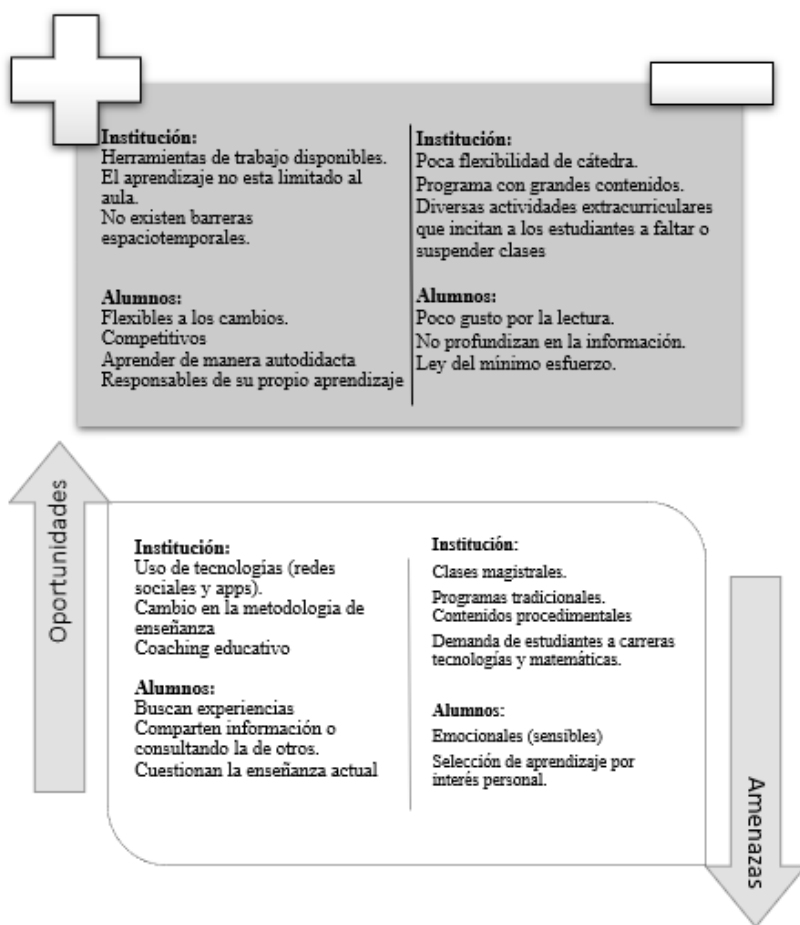 Institución:
Herramientas de trabajo disponibles.
El aprendizaje no esta limitado al
aula.
No existen barreras
espaciotemporales.
Alumnos:
Flexibles a los cambios.
Competitivos
Aprender de manera autodidacta
Responsables de su propio aprendizaje
Institución:
Poca flexibilidad de cátedra.
Programa con grandes contenidos.
Diversas actividades extracurriculares
que incitan a los estudiantes a faltar o
suspender clases
Alumnos:
Poco gusto por la lectura.
No profundizan en la información.
Ley del mínimo esfuerzo.
Oportunidades
Institución:
Uso de tecnologías (redes
sociales y apps).
Cambio en la metodologia de
enseñanza
Coaching educativo
Alumnos:
Buscan experiencias
Comparten información o
consultando la de otros.
Cuestionan la enseñanza actual
Institución:
Clases magistrales.
Programas tradicionales.
Contenidos procedimentales
Demanda de estudiantes a carreras
tecnologías y matemáticas.
Alumnos:
Emocionales (sensibles)
Selección de aprendizaje por
interés personal.
Amenazas